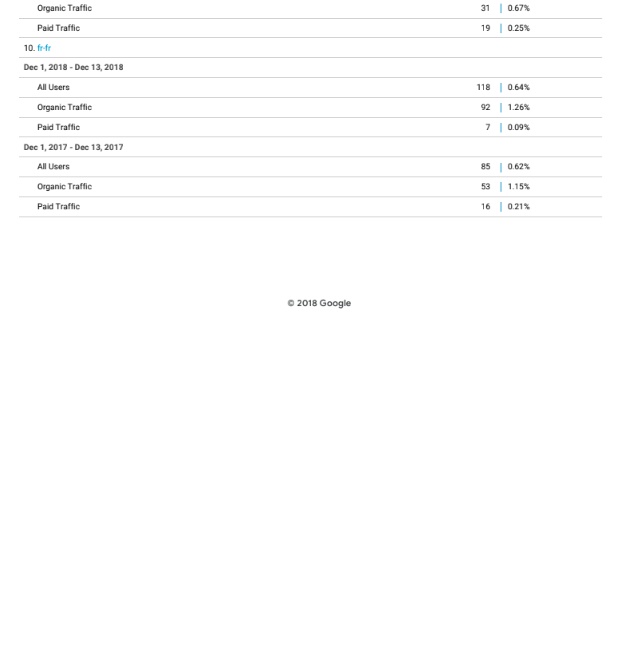 Organic Traffic 31 0.67%
Paid Traffic 19 0.25%
10. fr-fr
Dec 1, 2018 - Dec 13, 2018
All Users 118 0.64%
Organic Traffic 92 1.26%
Paid Traffic 7 0.09%
Dec 1, 2017 - Dec 13, 2017
All Users 85 0.62%
Organic Traffic 53 1.15%
Paid Traffic 16 0.21%
© 2018 Google